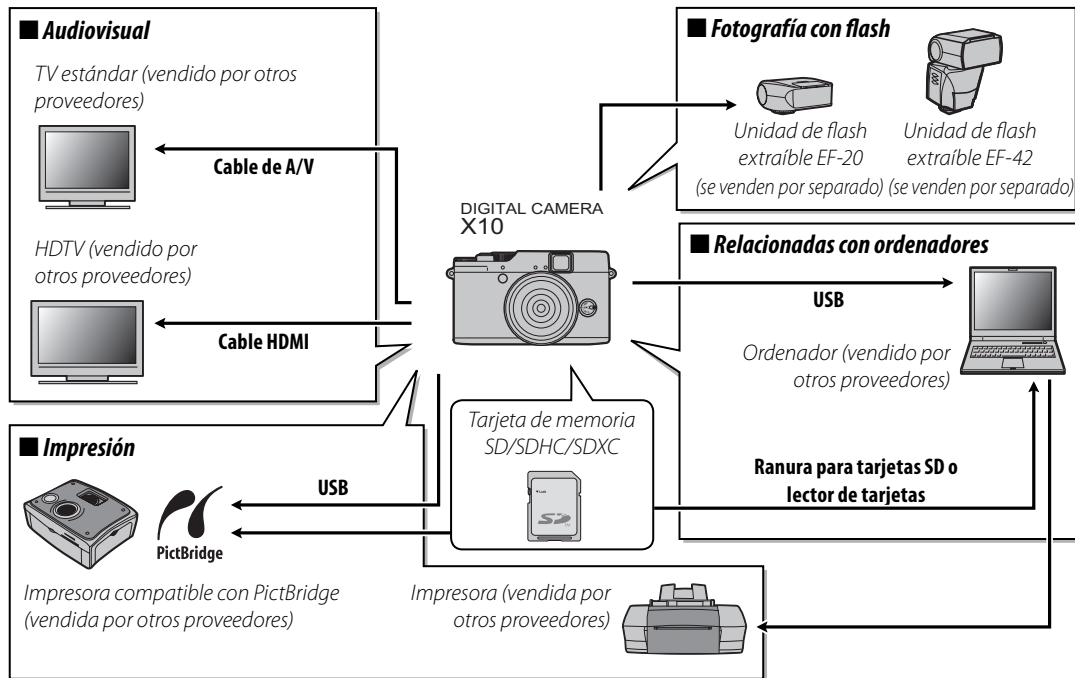 ■ Audiovisual
TV estándar (vendido por otros
proveedores)
Cable de A/V
HDTV (vendido por
otros proveedores)
Cable HDMI
DIGITAL CAMERA
X10
■ Fotografía con flash
Unidad de flash
extraíble EF-20
(se venden por separado)
Unidad de flash
extraíble EF-42
(se venden por separado)
■ Relacionadas con ordenadores
USB
Ordenador (vendido por
otros proveedores)
Ranura para tarjetas SD o
lector de tarjetas
Tarjeta de memoria
SD/SDHC/SDXC
Lock
SD
■ Impresión
USB
PictBridge
Impresora compatible con PictBridge
(vendida por otros proveedores)
Impresora (vendida por
otros proveedores)